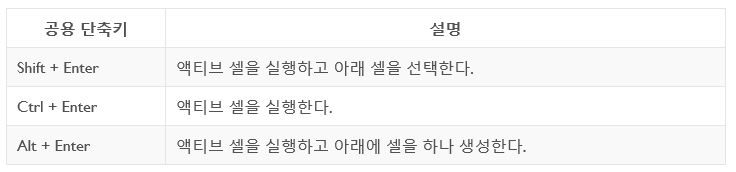 공용 단축키 설명
Shift + Enter 액티브 셀을 실행하고 아래 셀을 선택한다.
Ctrl + Enter 액티브 셀을 실행한다.
Alt + Enter 액티브 셀을 실행하고 아래에 셀을 하나 생성한다.